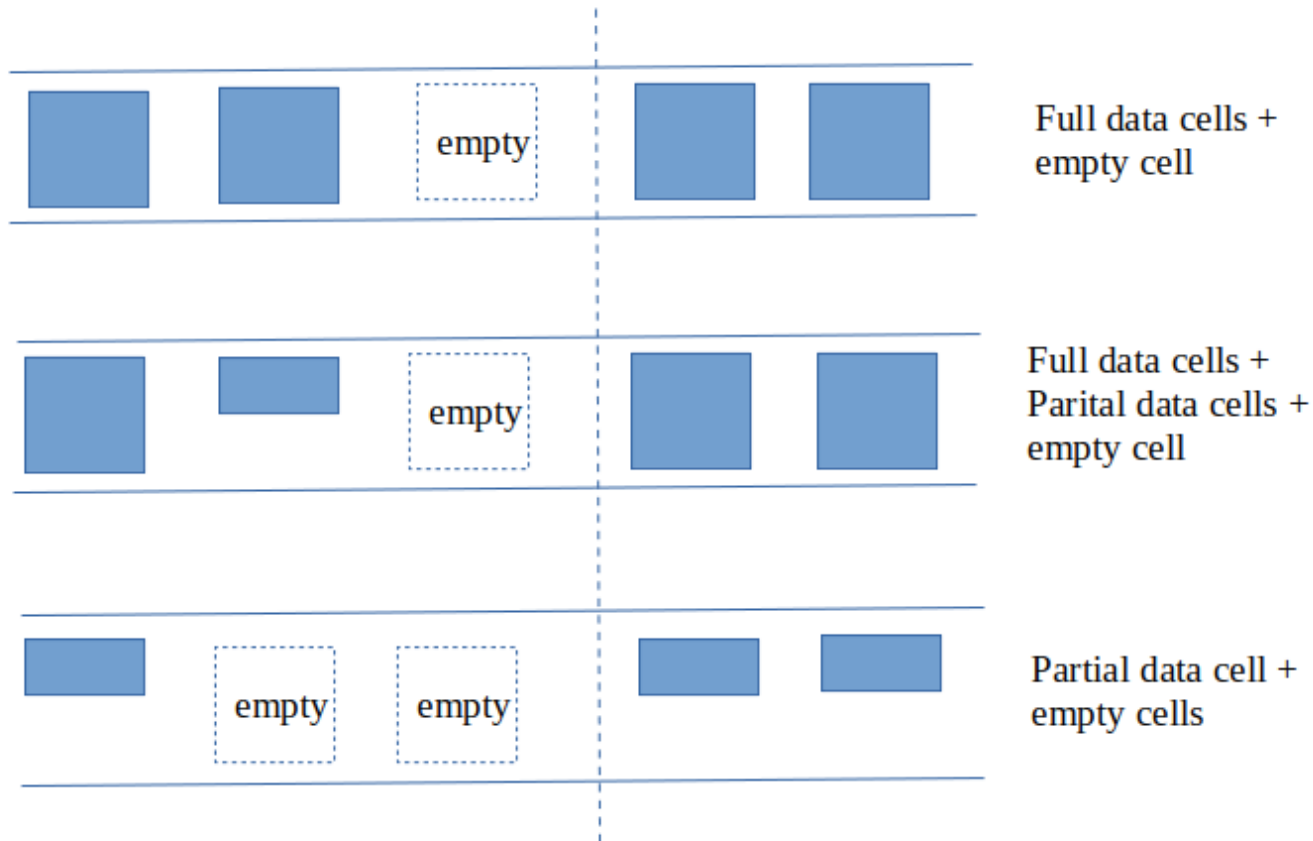 empty
Full data cells +
empty cell
empty
Full data cells +
Parital data cells +
empty cell
empty
empty
Partial data cell +
empty cells